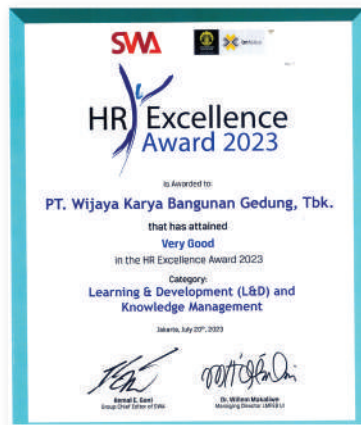 SWA
HR Excellence
Award 2023
is Awarded to:
PT. Wijaya Karya Bangunan Gedung, Tbk.
that has attained
Very Good
in the HR Excellence Award 2023
Category:
Learning & Development (L&D) and
Knowledge Management
Jakarta, July 20th, 2023
Kemal E. Gani
Group Chief Editor of SWA
Dr. Willem Makaliwe
Managing Director LMFEB UI